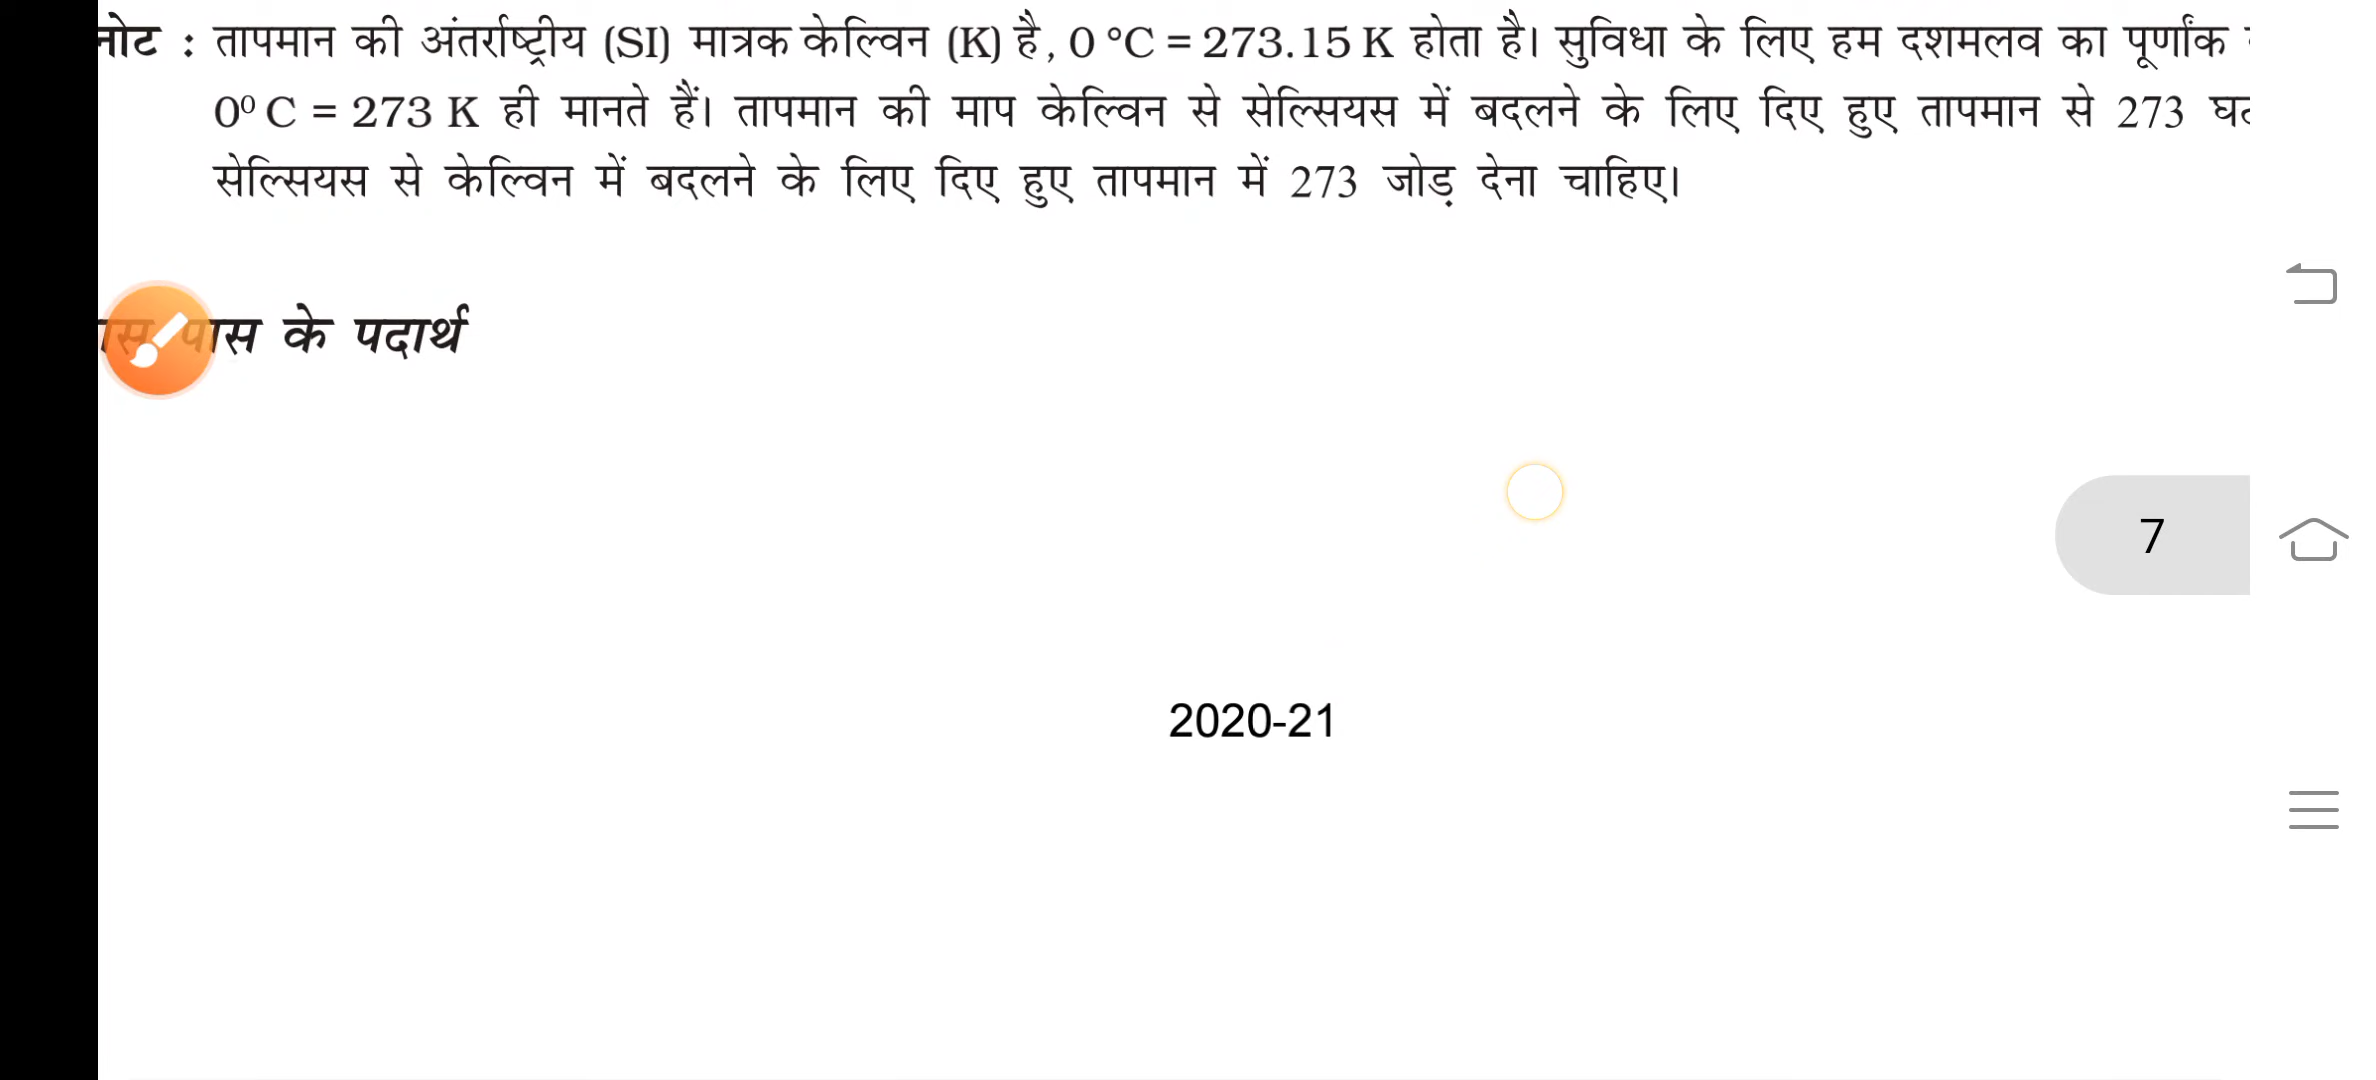 नोट : तापमान की अंतर्राष्ट्रीय (SI) मात्रक केल्विन (K) है, 0 °C = 273.15 K होता है। सुविधा के लिए हम दशमलव का पूर्णांक
0⁰ C = 273 K ही मानते हैं। तापमान की माप केल्विन से सेल्सियस में बदलने के लिए दिए हुए तापमान से 273
सेल्सियस से केल्विन में बदलने के लिए दिए हुए तापमान में 273 जोड़ देना चाहिए।
पास के पदार्थ
7
2020-21